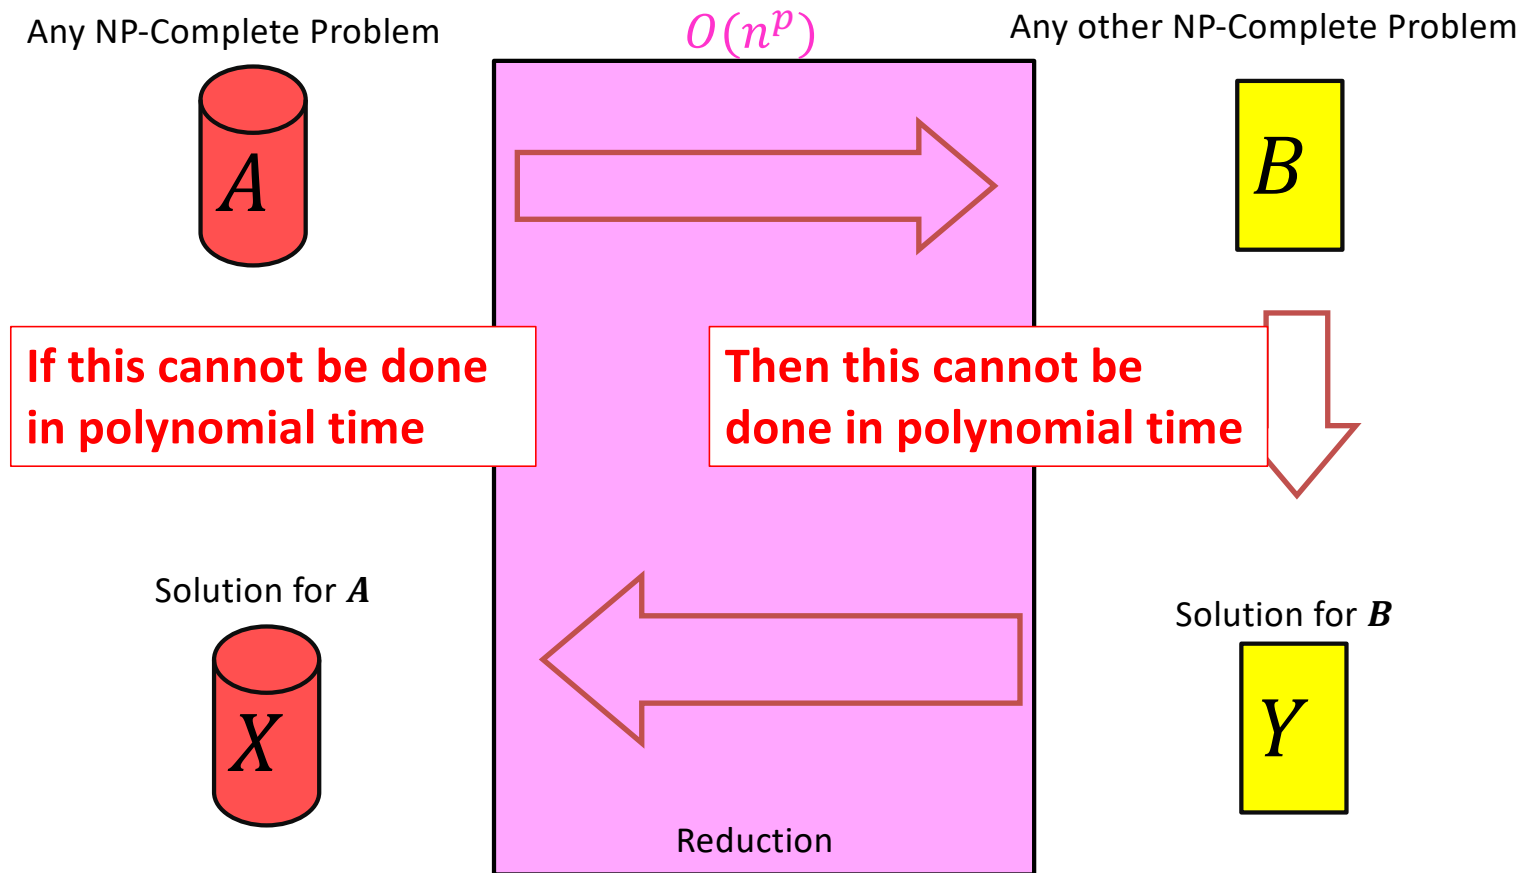 Any NP-Complete Problem
O(n^p)
Any other NP-Complete Problem
A
B
If this cannot be done
in polynomial time
Then this cannot be
done in polynomial time
Solution for A
Solution for B
X
Y
Reduction